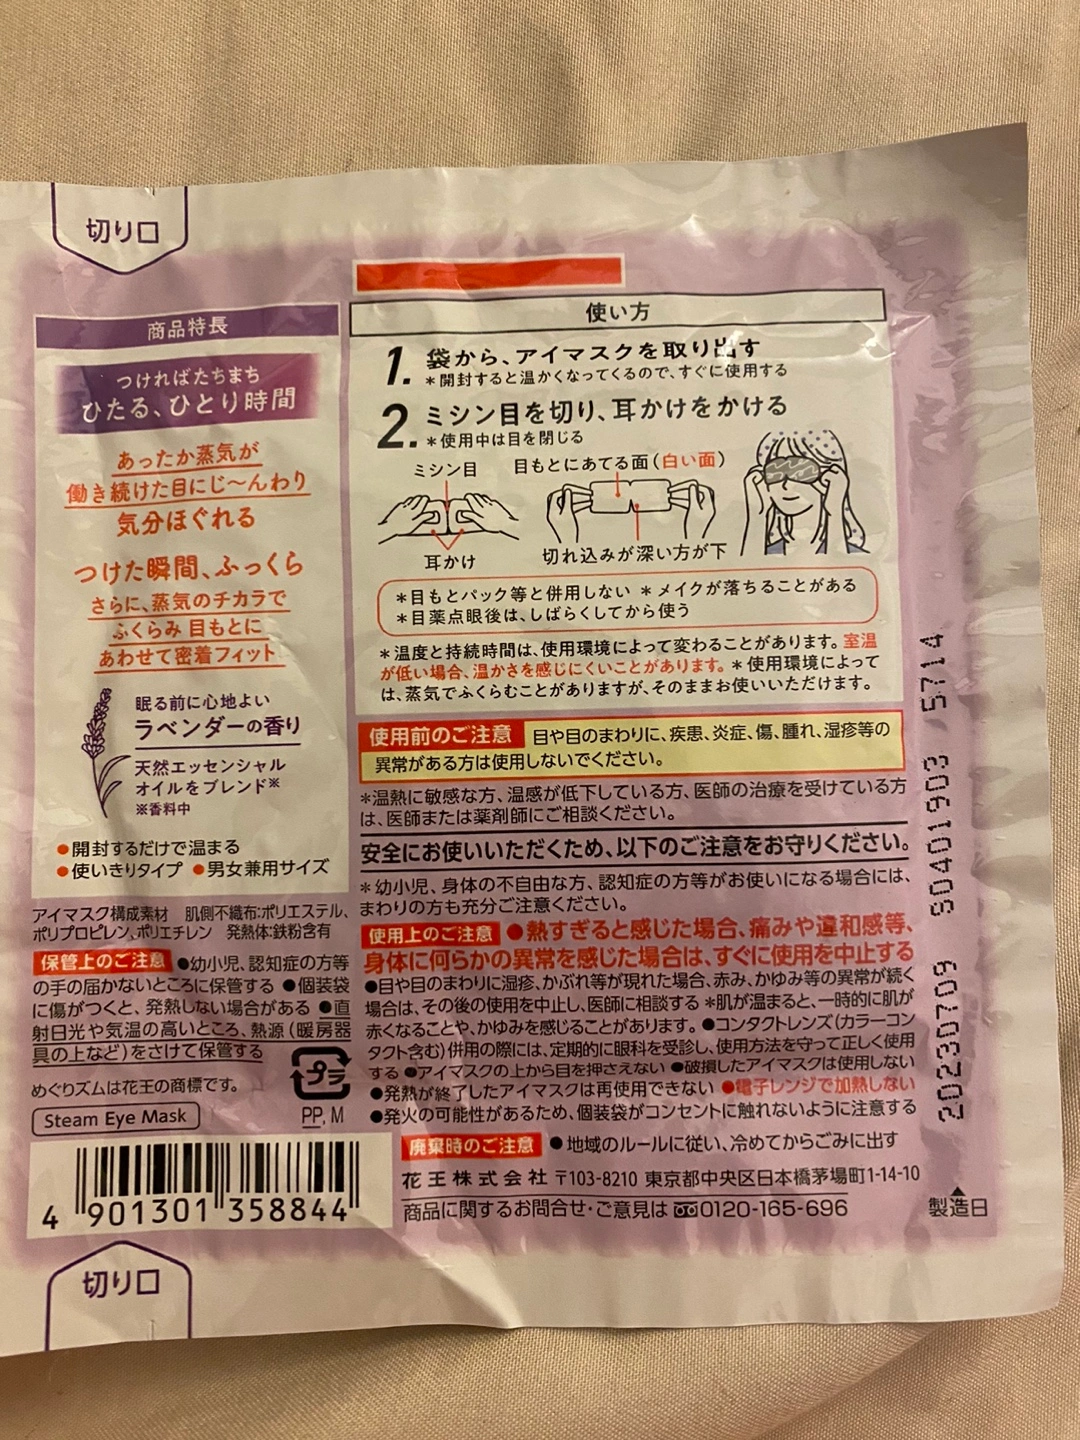 切り口
商品特長
つければたちまち
ひたる、ひとり時間
あったか蒸気が
働き続けた目にじ〜んわり
気分ほぐれる
つけた瞬間、ふっくら
さらに、蒸気のチカラで
ふくらみ 目もとに
あわせて密着フィット
眠る前に心地よい
ラベンダーの香り
天然エッセンシャル
オイルをブレンド※
※香料中
●開封するだけで温まる
●使いきりタイプ ●男女兼用サイズ
アイマスク構成素材 肌側不織布:ポリエステル、
ポリプロピレン、ポリエチレン 発熱体:鉄粉含有
保管上のご注意 ●幼小児、認知症の方等
の手の届かないところに保管する ●個装袋
に傷がつくと、発熱しない場合がある ●直
射日光や気温の高いところ、熱源(暖房器
具の上など)をさけて保管する
めぐりズムは花王の商標です。
プラ
PP, M
Steam Eye Mask
4 901301 358844
切り口
使い方
1. 袋から、アイマスクを取り出す
＊開封すると温かくなってくるので、すぐに使用する
2. ミシン目を切り、耳かけをかける
＊使用中は目を閉じる
ミシン目 目もとにあてる面(白い面)
耳かけ 切れ込みが深い方が下
＊目もとパック等と併用しない ＊メイクが落ちることがある
＊目薬点眼後は、しばらくしてから使う
＊温度と持続時間は、使用環境によって変わることがあります。室温
が低い場合、温かさを感じにくいことがあります。＊使用環境によって
は、蒸気でふくらむことがありますが、そのままお使いいただけます。
使用前のご注意 目や目のまわりに、疾患、炎症、傷、腫れ、湿疹等の
異常がある方は使用しないでください。
＊温熱に敏感な方、温感が低下している方、医師の治療を受けている方
は、医師または薬剤師にご相談ください。
安全にお使いいただくため、以下のご注意をお守りください。
＊幼小児、身体の不自由な方、認知症の方等がお使いになる場合には、
まわりの方も充分ご注意ください。
使用上のご注意 ●熱すぎると感じた場合、痛みや違和感等、
身体に何らかの異常を感じた場合は、すぐに使用を中止する
●目や目のまわりに湿疹、かぶれ等が現れた場合、赤み、かゆみ等の異常が続く
場合は、その後の使用を中止し、医師に相談する ＊肌が温まると、一時的に肌が
赤くなることや、かゆみを感じることがあります。●コンタクトレンズ(カラーコン
タクト含む)併用の際には、定期的に眼科を受診し、使用方法を守って正しく使用
する ●アイマスクの上から目を押さえない ●破損したアイマスクは使用しない
●発熱が終了したアイマスクは再使用できない ●電子レンジで加熱しない
●発火の可能性があるため、個装袋がコンセントに触れないように注意する
廃棄時のご注意 ●地域のルールに従い、冷めてからごみに出す
花王株式会社 〒103-8210 東京都中央区日本橋茅場町1-14-10
商品に関するお問合せ・ご意見は 0120-165-696
20230709 S0401903 5714
製造日